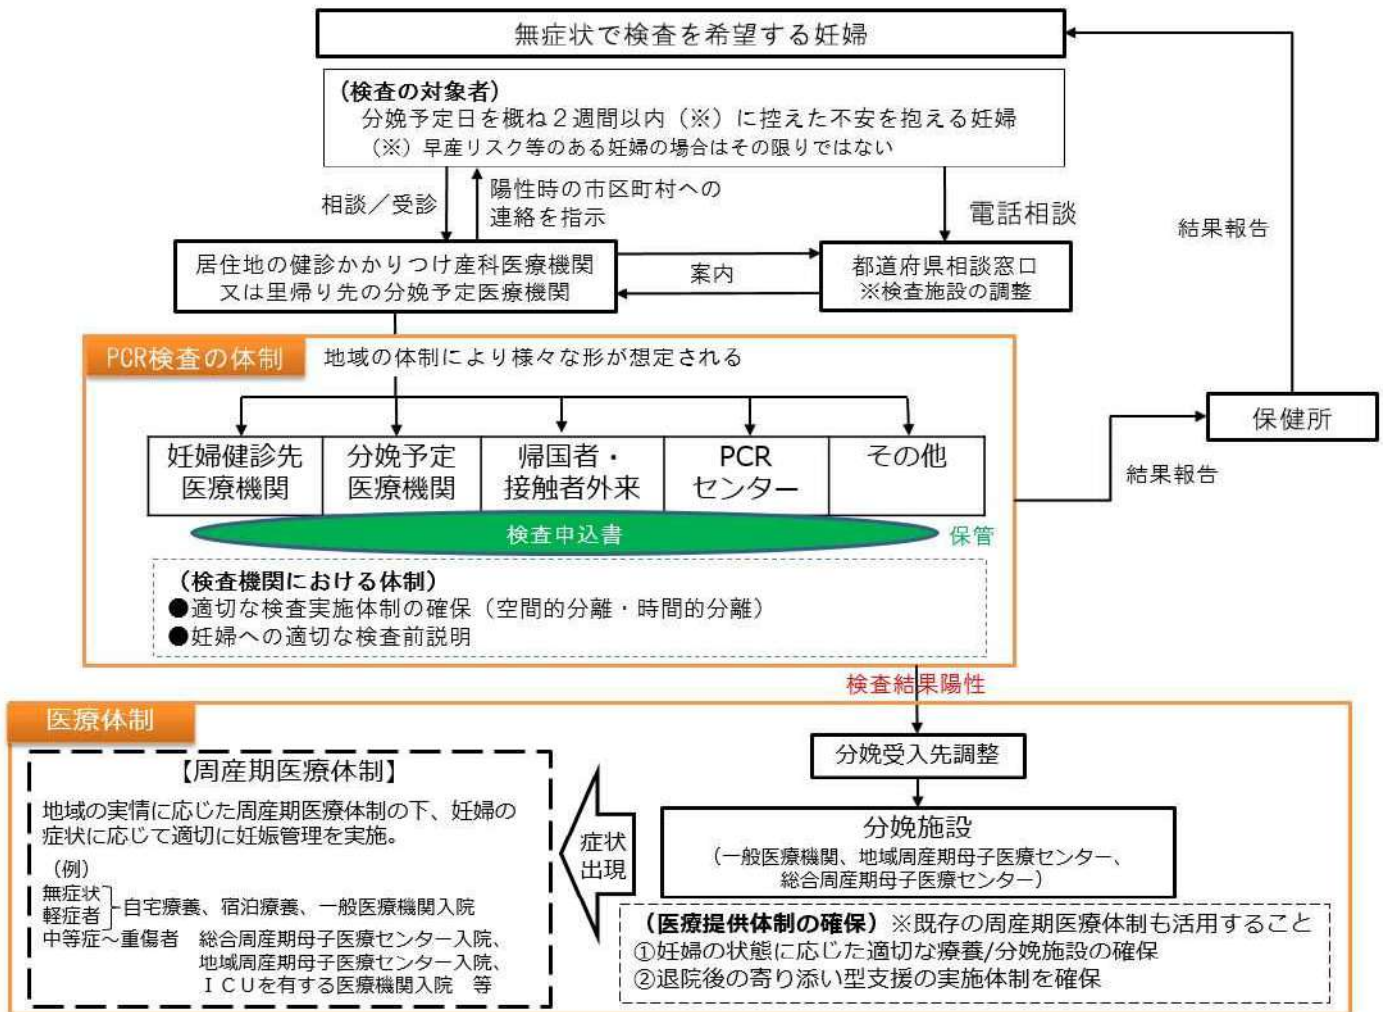 無症状で検査を希望する妊婦
（検査の対象者）
分娩予定日を概ね２週間以内（※）に控えた不安を抱える妊婦
（※）早産リスク等のある妊婦の場合はその限りではない
相談／受診
陽性時の市区町村への
連絡を指示
電話相談
結果報告
居住地の健診かかりつけ産科医療機関
又は里帰り先の分娩予定医療機関
案内
都道府県相談窓口
※検査施設の調整
PCR検査の体制
地域の体制により様々な形が想定される
保健所
妊婦健診先
医療機関
分娩予定
医療機関
帰国者・
接触者外来
PCR
センター
その他
結果報告
検査申込書
保管
（検査機関における体制）
●適切な検査実施体制の確保（空間的分離・時間的分離）
●妊婦への適切な検査前説明
検査結果陽性
医療体制
分娩受入先調整
【周産期医療体制】
地域の実情に応じた周産期医療体制の下、妊婦の
症状に応じて適切に妊娠管理を実施。
（例）
無症状
軽症者
自宅療養、宿泊療養、一般医療機関入院
中等症～重傷者　総合周産期母子医療センター入院、
地域周産期母子医療センター入院、
ＩＣＵを有する医療機関入院　等
症状
出現
分娩施設
（一般医療機関、地域周産期母子医療センター、
総合周産期母子医療センター）
（医療提供体制の確保）※既存の周産期医療体制も活用すること
①妊婦の状態に応じた適切な療養/分娩施設の確保
②退院後の寄り添い型支援の実施体制を確保